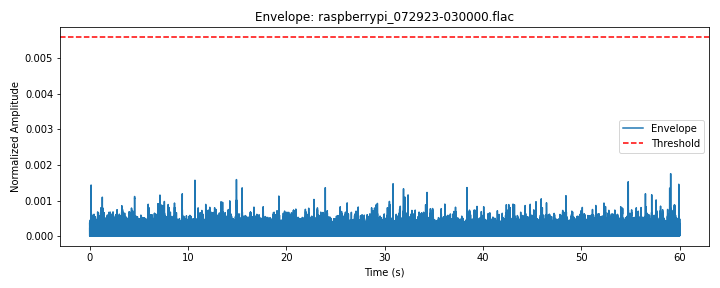 Envelope: raspberrypi_072923-030000.flac
Normalized Amplitude
0.005
0.004
0.003
0.002
0.001
0.000
Envelope
Threshold
0
10
20
30
40
50
60
Time (s)